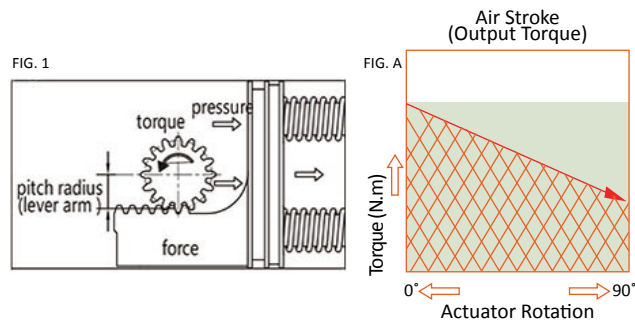 FIG. 1
pressure
torque
pitch radius
(lever arm)
force
Air Stroke
(Output Torque)
FIG. A
Torque (N.m)
0° 90°
Actuator Rotation